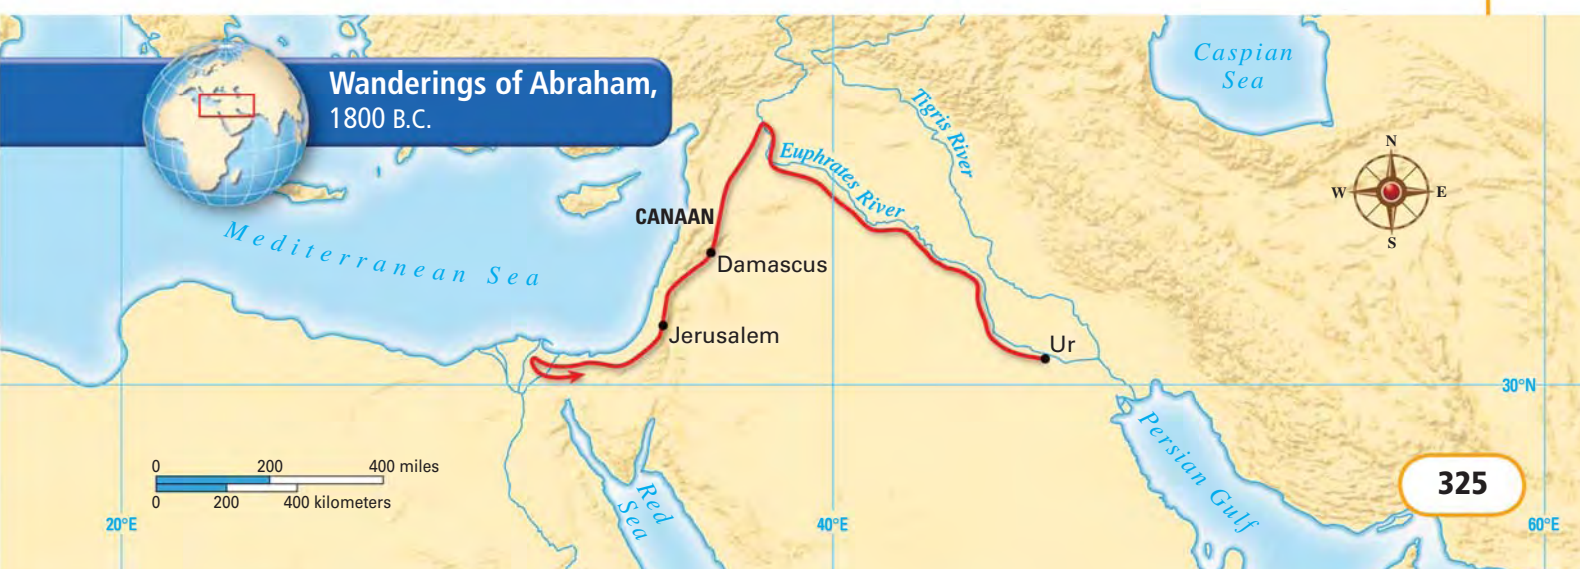 Wanderings of Abraham,
1800 B.C.
Caspian
Sea
Tigris River
N
W
E
S
Euphrates River
CANAAN
Mediterranean Sea
Damascus
Jerusalem
Ur
30°N
Persian Gulf
0 200 400 miles
0 200 400 kilometers
Red
Sea
325
20°E
40°E
60°E